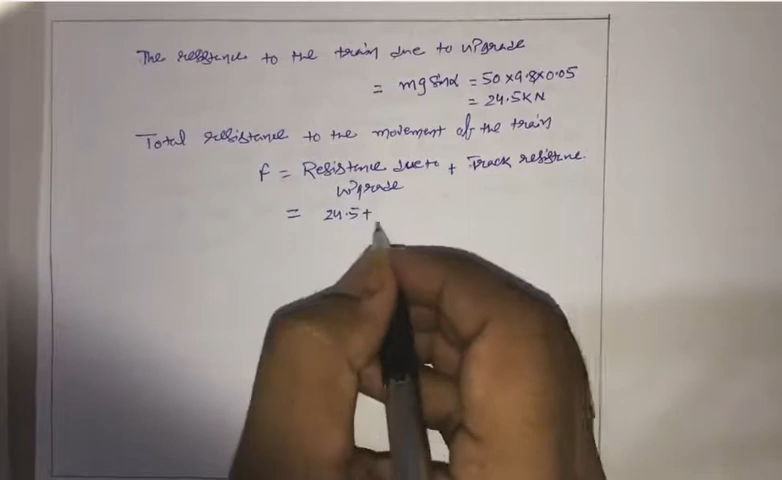 The resistance to the train due to upgrade
= mg sinα = 50 x 9.8 x 0.05
= 24.5 KN
Total resistance to the movement of the train
F = Resistance due to upgrade + Track resistance.
= 24.5 +